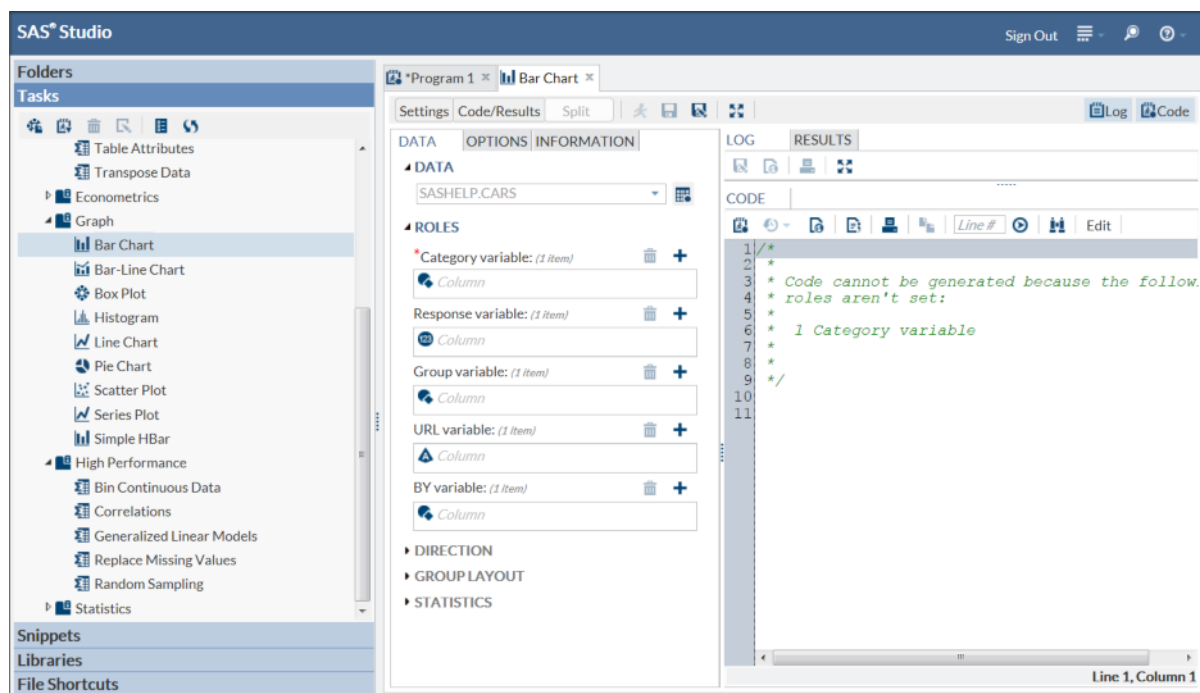 SAS® Studio
Sign Out
Folders
Tasks
Table Attributes
Transpose Data
Econometrics
Graph
Bar Chart
Bar-Line Chart
Box Plot
Histogram
Line Chart
Pie Chart
Scatter Plot
Series Plot
Simple HBar
High Performance
Bin Continuous Data
Correlations
Generalized Linear Models
Replace Missing Values
Random Sampling
Statistics
Snippets
Libraries
File Shortcuts
*Program 1 × Bar Chart ×
Settings Code/Results Split
Log Code
DATA OPTIONS INFORMATION
DATA
SASHELP.CARS
ROLES
*Category variable: (1 item)
Column
Response variable: (1 item)
123 Column
Group variable: (1 item)
Column
URL variable: (1 item)
A Column
BY variable: (1 item)
Column
DIRECTION
GROUP LAYOUT
STATISTICS
LOG RESULTS
CODE
Line # Edit
1 /*
2 *
3 * Code cannot be generated because the follow
4 * roles aren't set:
5 *
6 * 1 Category variable
7 *
8 *
9 */
10
11
Line 1, Column 1